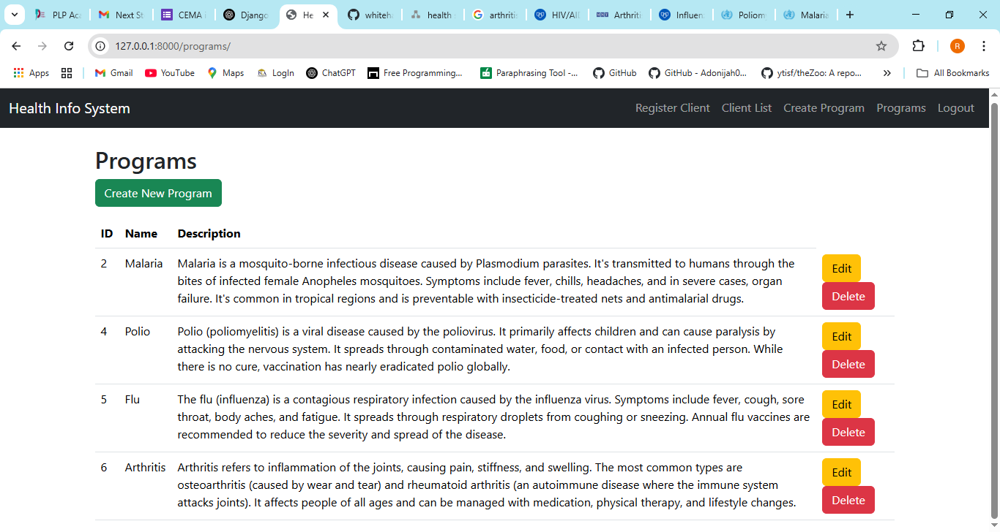 PLP Aca
Next St
CEMA i
Django
He
whiteha
health s
arthritis
HIV/AI
Arthriti
Influen
Poliom
Malaria
127.0.0.1:8000/programs/
R
Apps
Gmail
YouTube
Maps
LogIn
ChatGPT
Free Programming...
Paraphrasing Tool -...
GitHub
GitHub - Adonijah0...
ytisf/theZoo: A repo...
All Bookmarks
Health Info System
Register Client
Client List
Create Program
Programs
Logout
Programs
Create New Program
ID Name Description
2 Malaria Malaria is a mosquito-borne infectious disease caused by Plasmodium parasites. It's transmitted to humans through the
bites of infected female Anopheles mosquitoes. Symptoms include fever, chills, headaches, and in severe cases, organ
failure. It's common in tropical regions and is preventable with insecticide-treated nets and antimalarial drugs.
Edit
Delete
4 Polio Polio (poliomyelitis) is a viral disease caused by the poliovirus. It primarily affects children and can cause paralysis by
attacking the nervous system. It spreads through contaminated water, food, or contact with an infected person. While
there is no cure, vaccination has nearly eradicated polio globally.
Edit
Delete
5 Flu The flu (influenza) is a contagious respiratory infection caused by the influenza virus. Symptoms include fever, cough, sore
throat, body aches, and fatigue. It spreads through respiratory droplets from coughing or sneezing. Annual flu vaccines are
recommended to reduce the severity and spread of the disease.
Edit
Delete
6 Arthritis Arthritis refers to inflammation of the joints, causing pain, stiffness, and swelling. The most common types are
osteoarthritis (caused by wear and tear) and rheumatoid arthritis (an autoimmune disease where the immune system
attacks joints). It affects people of all ages and can be managed with medication, physical therapy, and lifestyle changes.
Edit
Delete